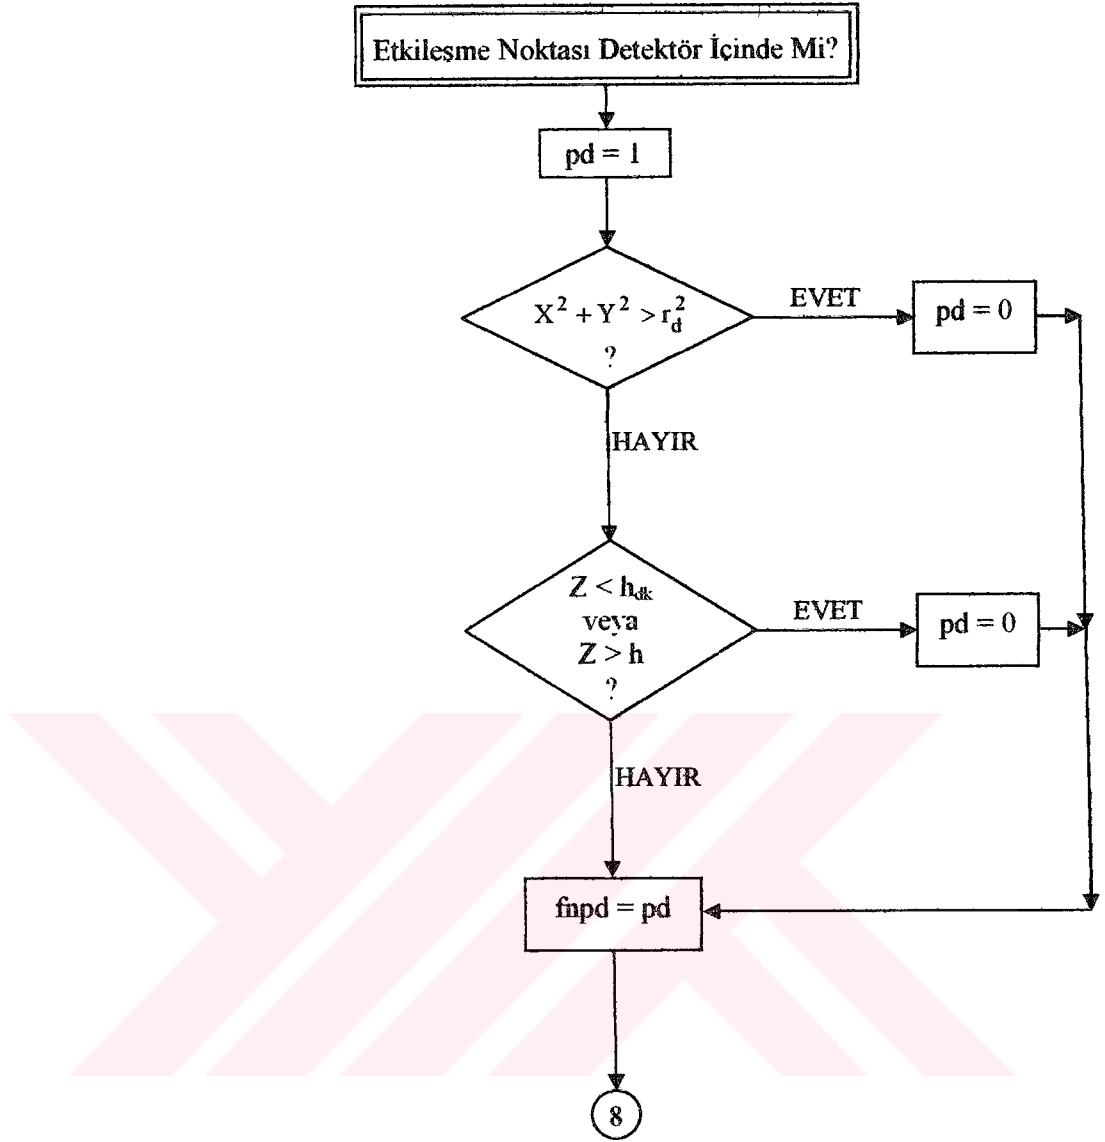 Etkileşme Noktası Detektör İçinde Mi?
pd = 1
X² + Y² > r_d²
?
EVET
pd = 0
HAYIR
Z < h_dk
veya
Z > h
?
EVET
pd = 0
HAYIR
fnpd = pd
8